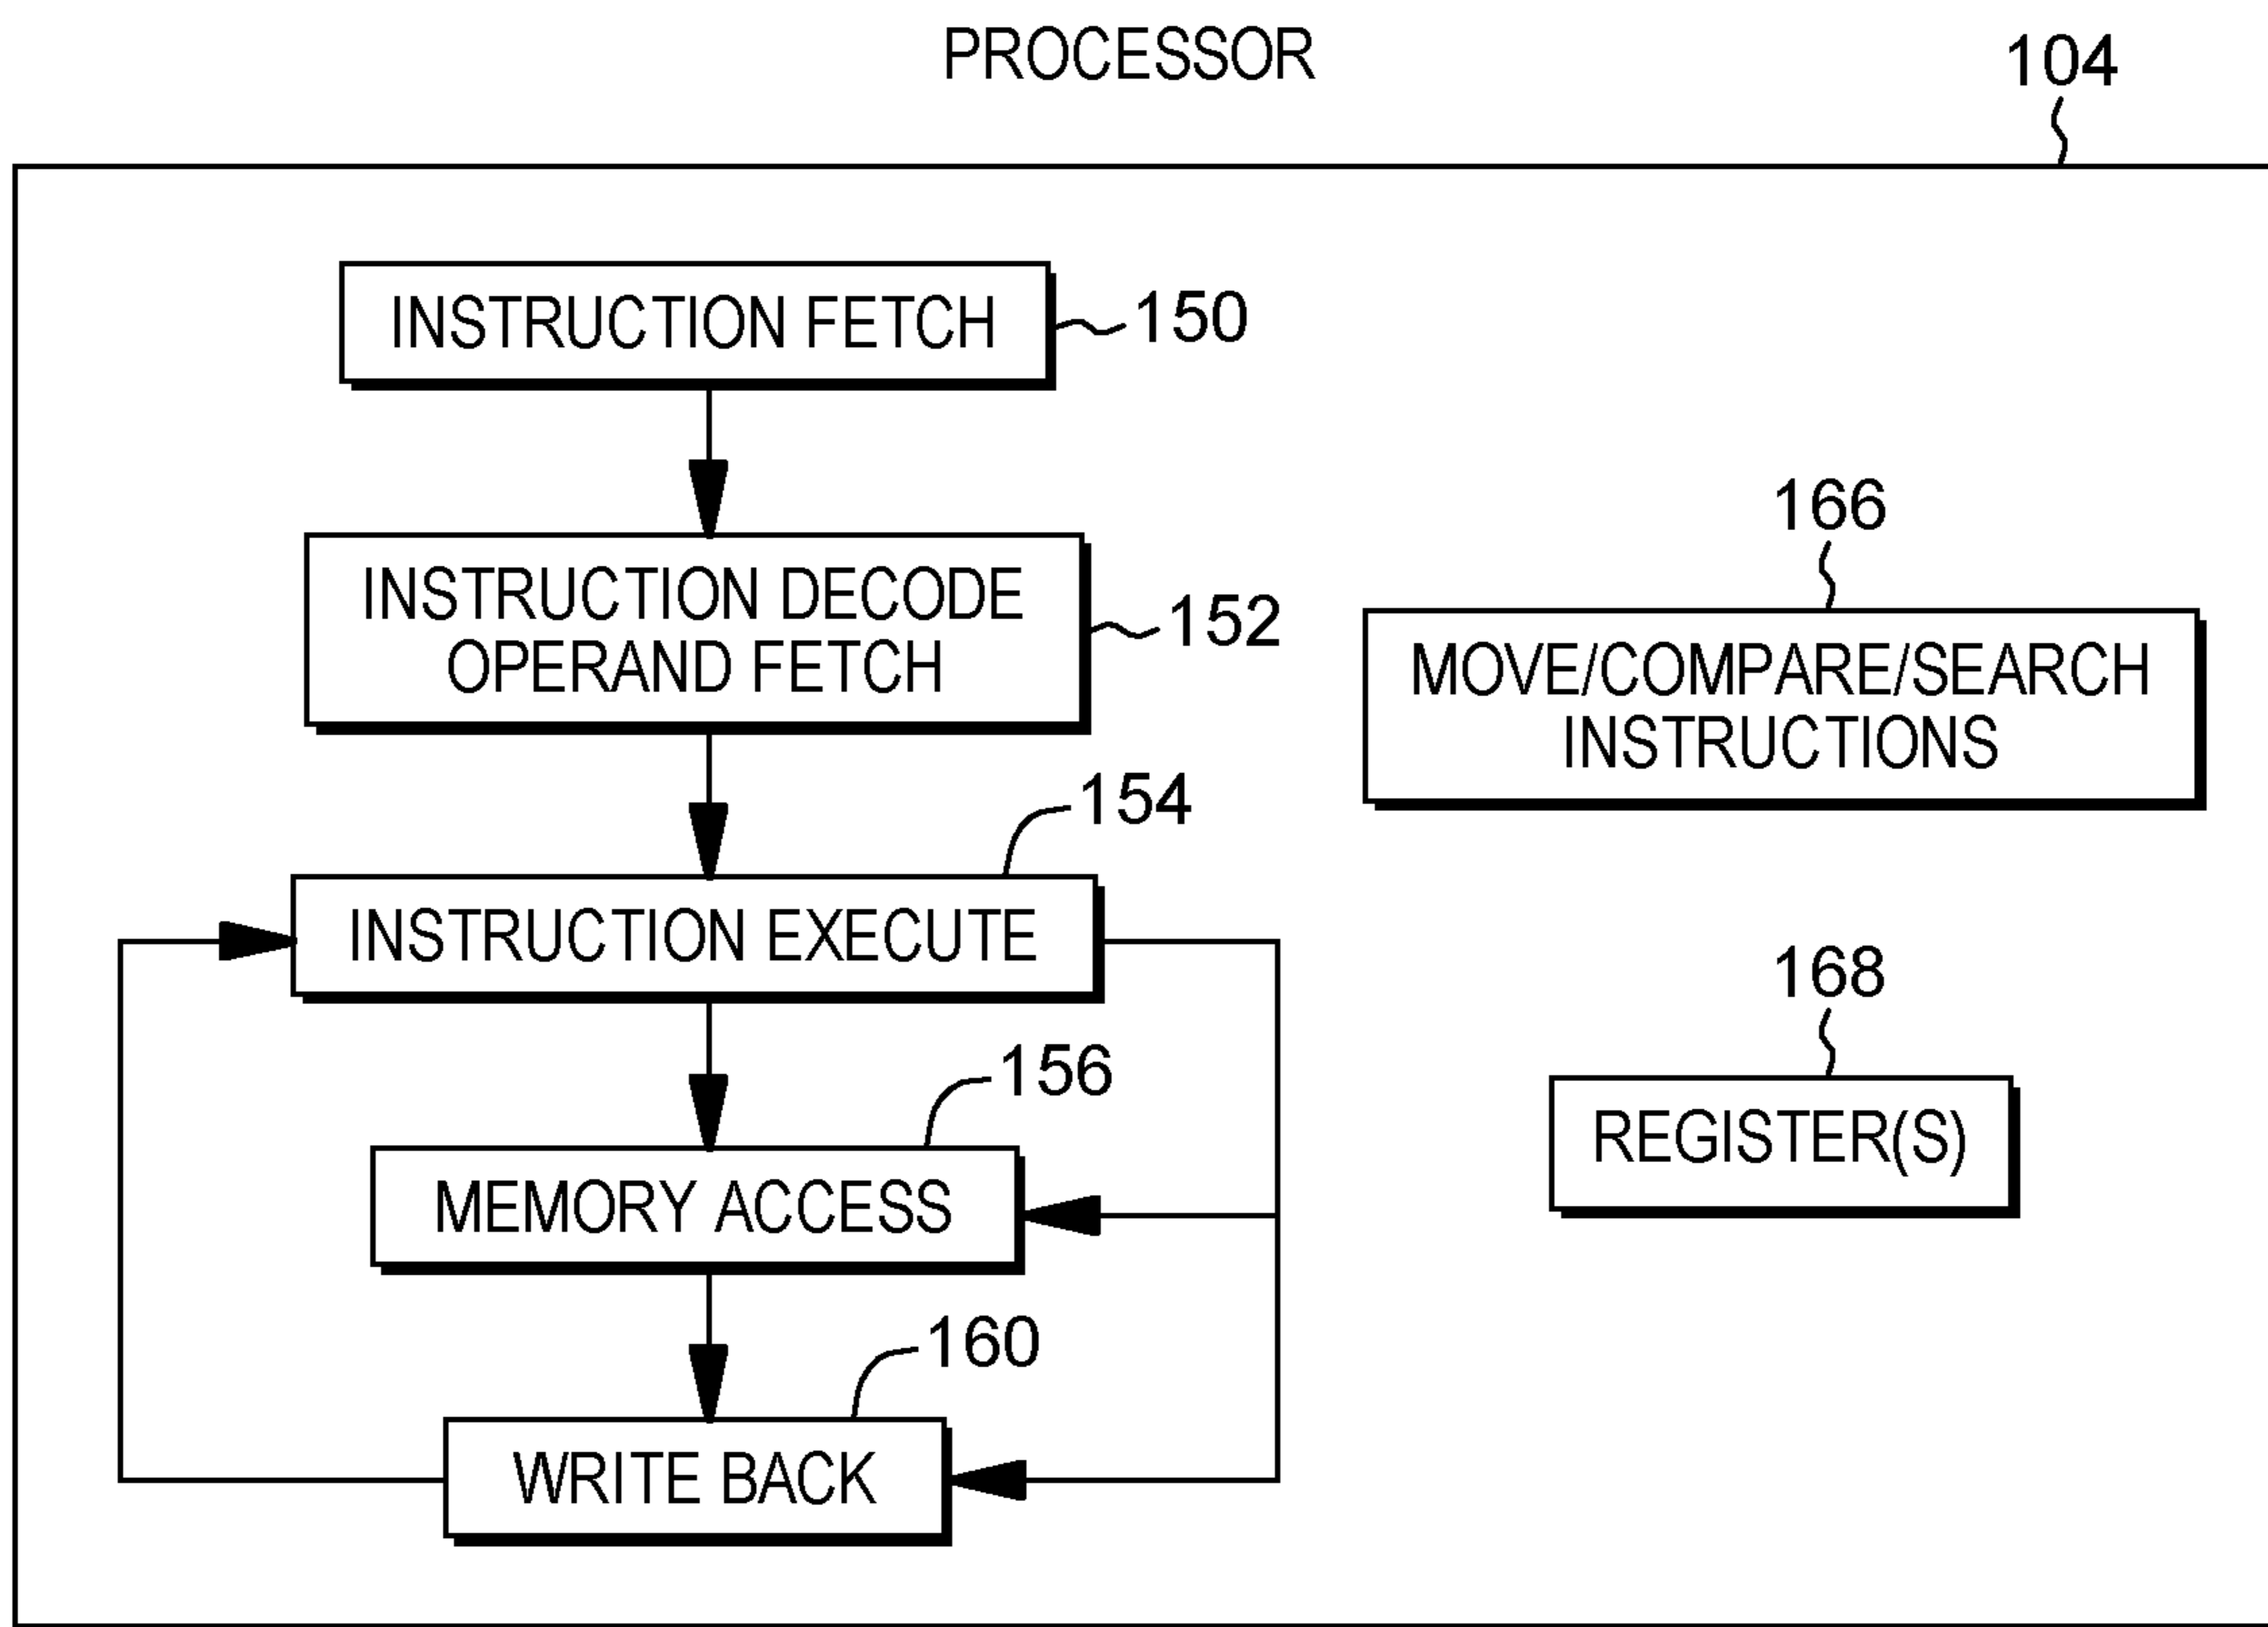 PROCESSOR
104
INSTRUCTION FETCH
150
INSTRUCTION DECODE
OPERAND FETCH
152
154
INSTRUCTION EXECUTE
156
MEMORY ACCESS
160
WRITE BACK
166
MOVE/COMPARE/SEARCH
INSTRUCTIONS
168
REGISTER(S)